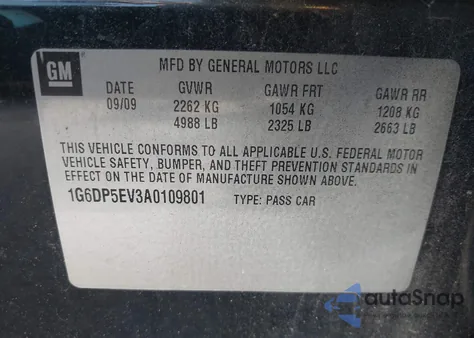 GM
MFD BY GENERAL MOTORS LLC
DATE GVWR GAWR FRT GAWR RR
09/09 2262 KG 1054 KG 1208 KG
4988 LB 2325 LB 2663 LB
THIS VEHICLE CONFORMS TO ALL APPLICABLE U.S. FEDERAL MOTOR
VEHICLE SAFETY, BUMPER, AND THEFT PREVENTION STANDARDS IN
EFFECT ON THE DATE OF MANUFACTURE SHOWN ABOVE.
1G6DP5EV3A0109801 TYPE: PASS CAR
autoSnap